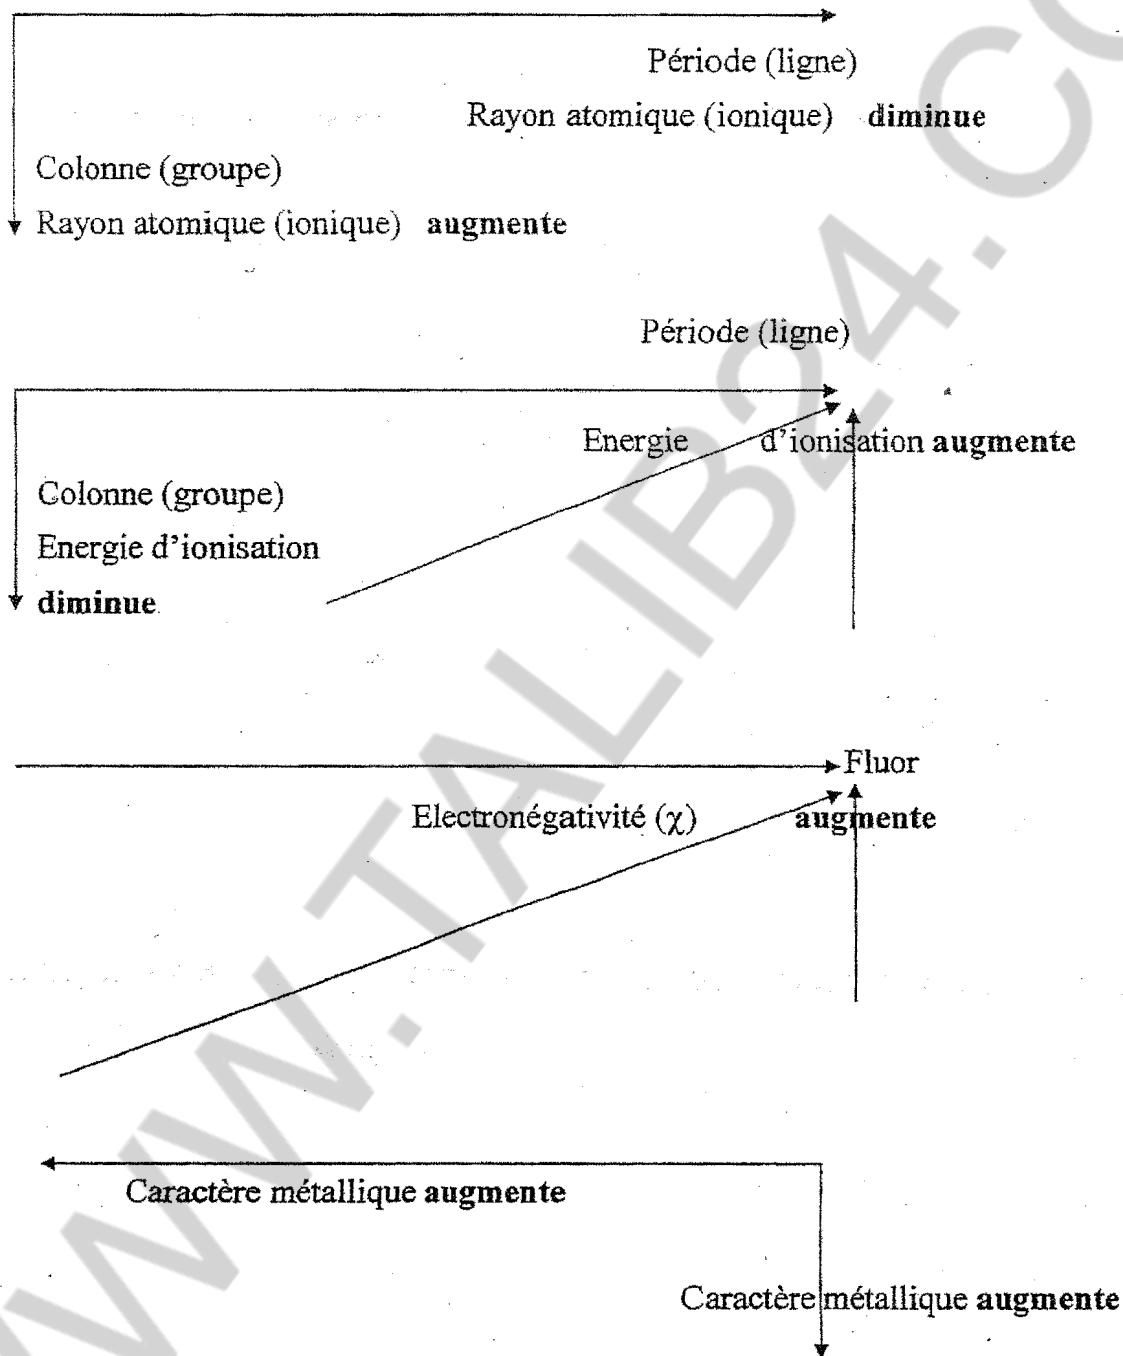 Période (ligne)
Rayon atomique (ionique) diminue
Colonne (groupe)
Rayon atomique (ionique) augmente
Période (ligne)
Energie d'ionisation augmente
Colonne (groupe)
Energie d'ionisation
diminue
Fluor
Electronégativité (χ) augmente
Caractère métallique augmente
Caractère métallique augmente
WW.TALIB24.CO